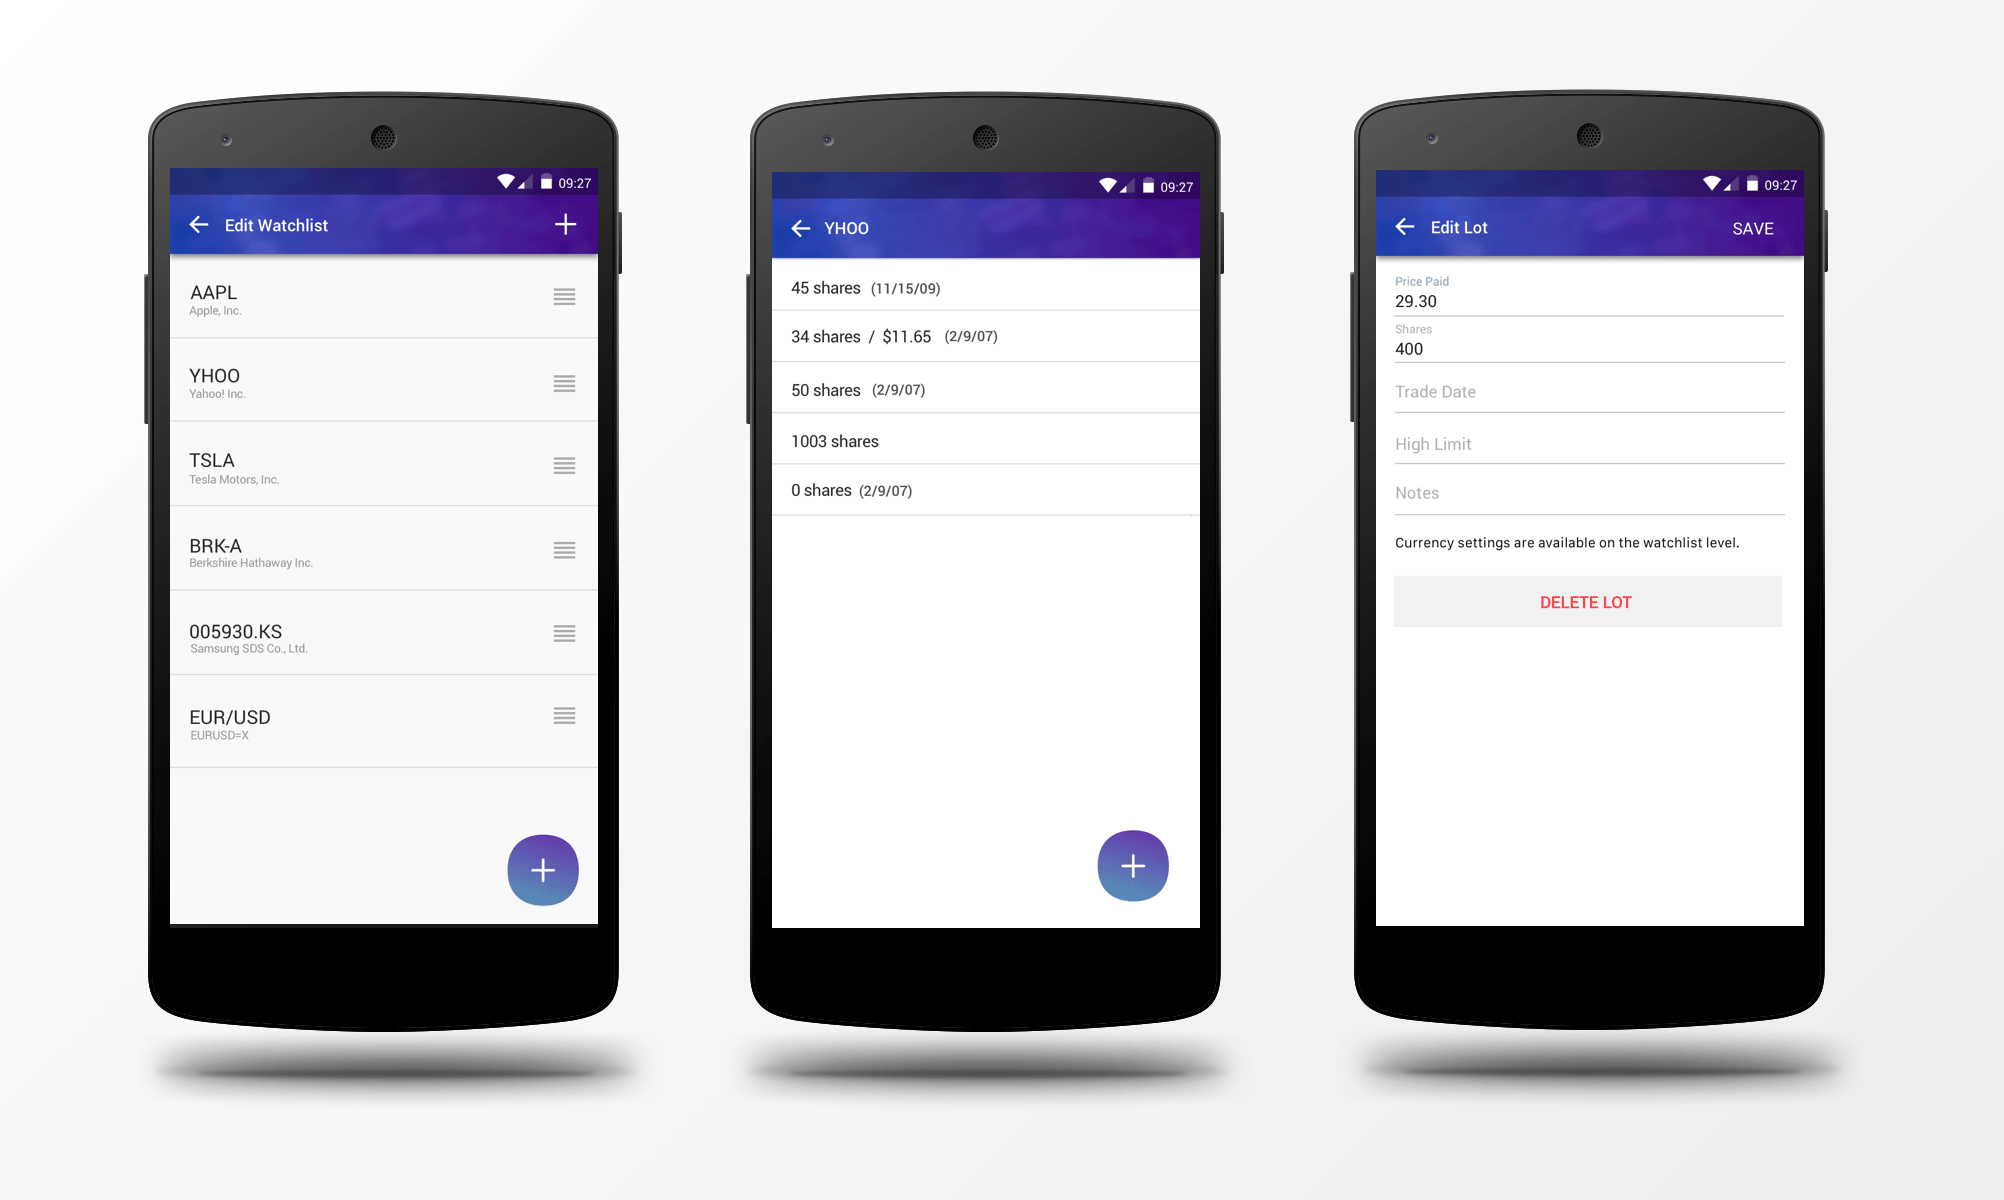 09:27
Edit Watchlist
AAPL
Apple, Inc.
YHOO
Yahoo! Inc.
TSLA
Tesla Motors, Inc.
BRK-A
Berkshire Hathaway Inc.
005930.KS
Samsung SDS Co., Ltd.
EUR/USD
EURUSD=X
09:27
YHOO
45 shares (11/15/09)
34 shares / $11.65 (2/9/07)
50 shares (2/9/07)
1003 shares
0 shares (2/9/07)
09:27
Edit Lot SAVE
Price Paid
29.30
Shares
400
Trade Date
High Limit
Notes
Currency settings are available on the watchlist level.
DELETE LOT